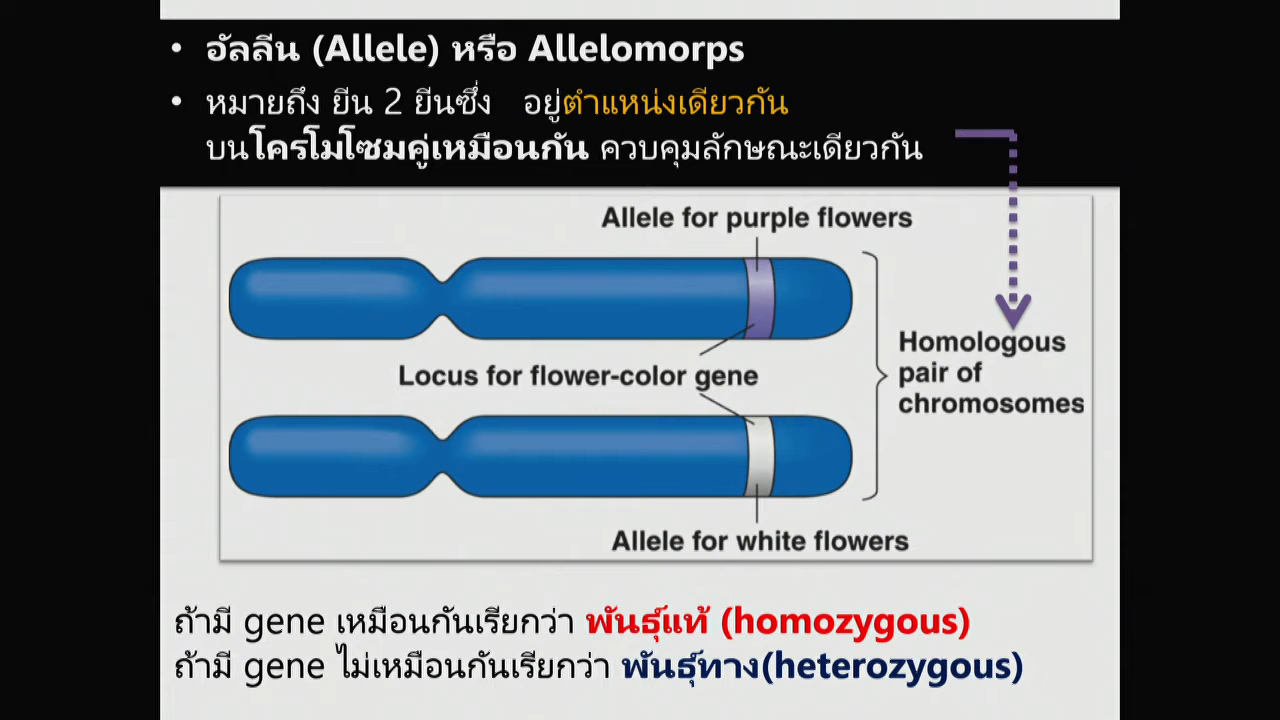 • อัลลีน (Allele) หรือ Allelomorps
• หมายถึง ยีน 2 ยีนซึ่ง อยู่ตำแหน่งเดียวกัน
บนโครโมโซมคู่เหมือนกัน ควบคุมลักษณะเดียวกัน
Allele for purple flowers
Locus for flower-color gene
Homologous
pair of
chromosomes
Allele for white flowers
ถ้ามี gene เหมือนกันเรียกว่า พันธุ์แท้ (homozygous)
ถ้ามี gene ไม่เหมือนกันเรียกว่า พันธุ์ทาง(heterozygous)